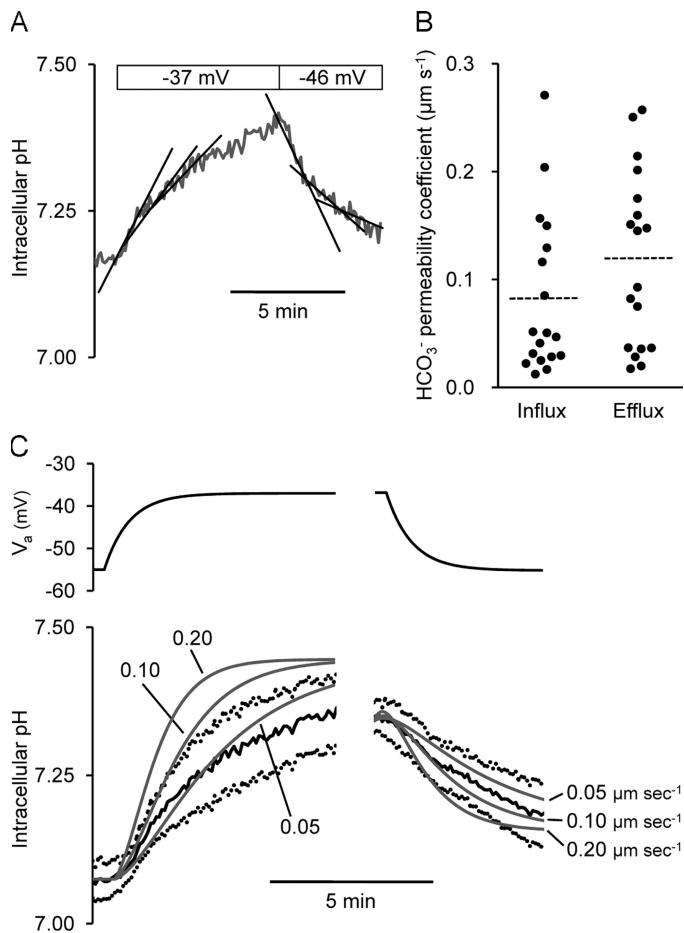 A
7.50
7.25
7.00
Intracellular pH
-37 mV
-46 mV
5 min
B
0.3
0.2
0.1
0.0
HCO₃⁻ permeability coefficient (µm s⁻¹)
Influx
Efflux
C
-30
-40
-50
-60
Vₐ (mV)
7.50
7.25
7.00
Intracellular pH
0.20
0.10
0.05
0.05 µm sec⁻¹
0.10 µm sec⁻¹
0.20 µm sec⁻¹
5 min